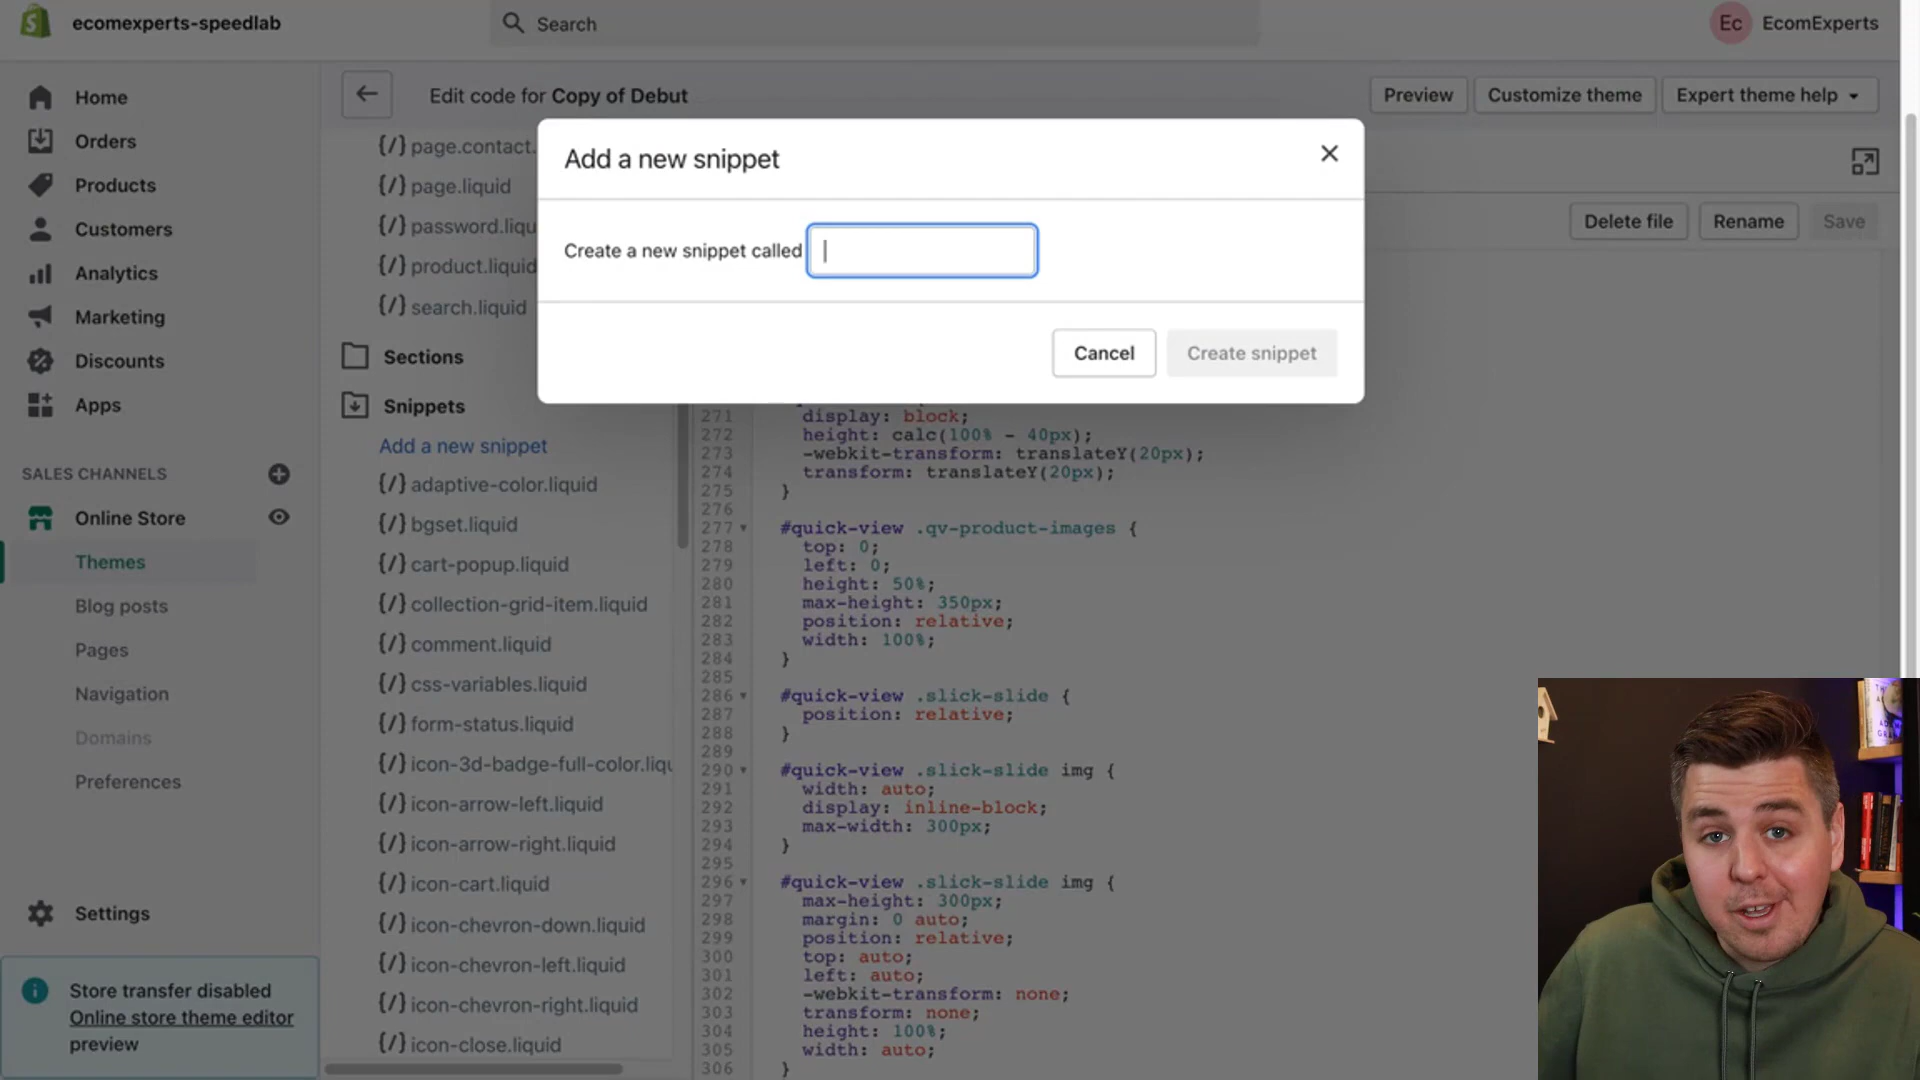 ecomexperts-speedlab
Search
Ec
EcomExperts
Home
Orders
Products
Customers
Analytics
Marketing
Discounts
Apps
SALES CHANNELS
Online Store
Themes
Blog posts
Pages
Navigation
Domains
Preferences
Settings
Store transfer disabled
Online store theme editor
preview
Edit code for Copy of Debut
Preview
Customize theme
Expert theme help
Delete file
Rename
Save
{/} page.contact.
{/} page.liquid
{/} password.liqu
{/} product.liquid
{/} search.liquid
Sections
Snippets
Add a new snippet
{/} adaptive-color.liquid
{/} bgset.liquid
{/} cart-popup.liquid
{/} collection-grid-item.liquid
{/} comment.liquid
{/} css-variables.liquid
{/} form-status.liquid
{/} icon-3d-badge-full-color.liqu
{/} icon-arrow-left.liquid
{/} icon-arrow-right.liquid
{/} icon-cart.liquid
{/} icon-chevron-down.liquid
{/} icon-chevron-left.liquid
{/} icon-chevron-right.liquid
{/} icon-close.liquid
Add a new snippet
Create a new snippet called
Cancel
Create snippet
271 display: block;
272 height: calc(100% - 40px);
273 -webkit-transform: translateY(20px);
274 transform: translateY(20px);
275 }
276
277 #quick-view .qv-product-images {
278 top: 0;
279 left: 0;
280 height: 50%;
281 max-height: 350px;
282 position: relative;
283 width: 100%;
284 }
285
286 #quick-view .slick-slide {
287 position: relative;
288 }
289
290 #quick-view .slick-slide img {
291 width: auto;
292 display: inline-block;
293 max-width: 300px;
294 }
295
296 #quick-view .slick-slide img {
297 max-height: 300px;
298 margin: 0 auto;
299 position: relative;
300 top: auto;
301 left: auto;
302 -webkit-transform: none;
303 transform: none;
304 height: 100%;
305 width: auto;
306 }